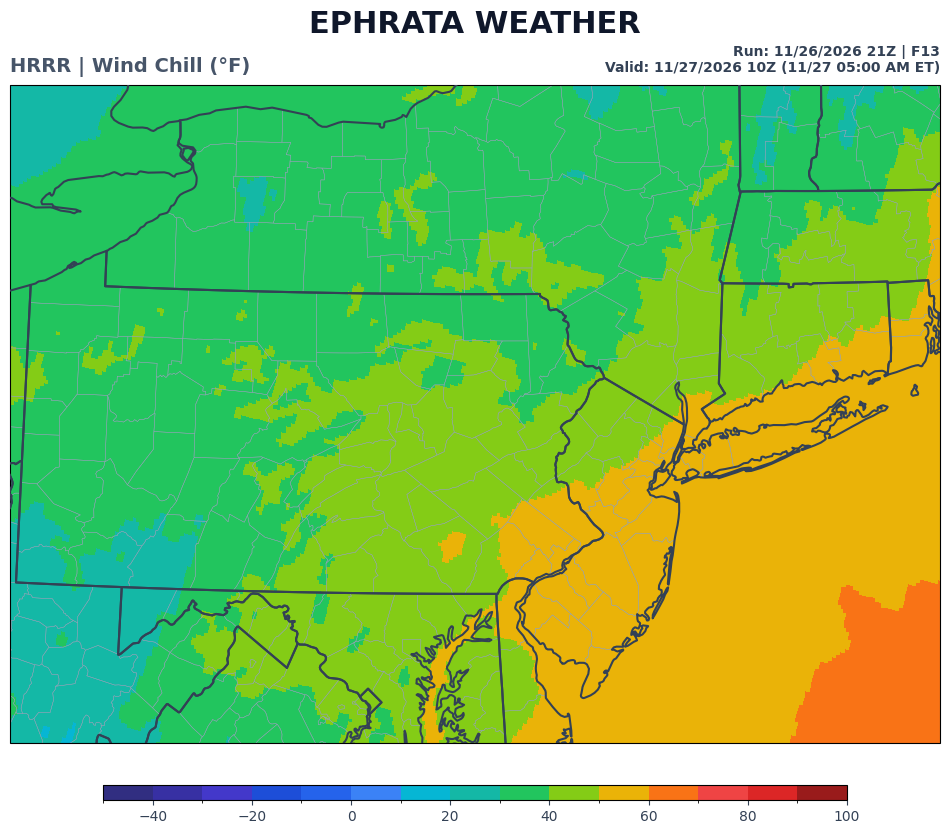 EPHRATA WEATHER
HRRR | Wind Chill (°F)
Run: 11/26/2026 21Z | F13
Valid: 11/27/2026 10Z (11/27 05:00 AM ET)
−40 −20 0 20 40 60 80 100